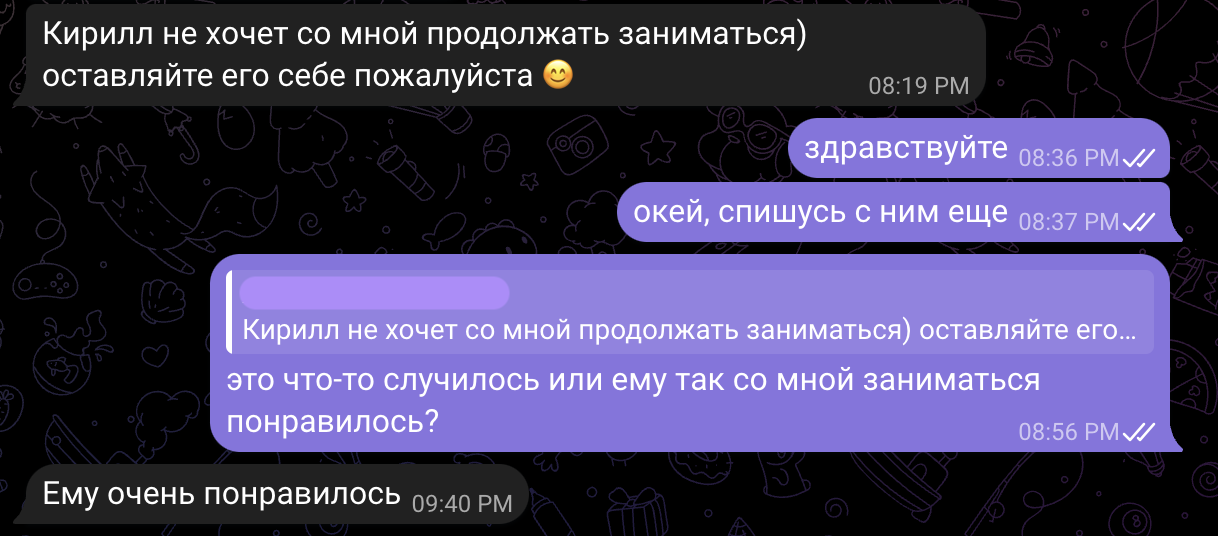 Кирилл не хочет со мной продолжать заниматься)
оставляйте его себе пожалуйста 😊
08:19 PM
здравствуйте 08:36 PM
окей, спишусь с ним еще 08:37 PM
Кирилл не хочет со мной продолжать заниматься) оставляйте его...
это что-то случилось или ему так со мной заниматься
понравилось?
08:56 PM
Ему очень понравилось 09:40 PM